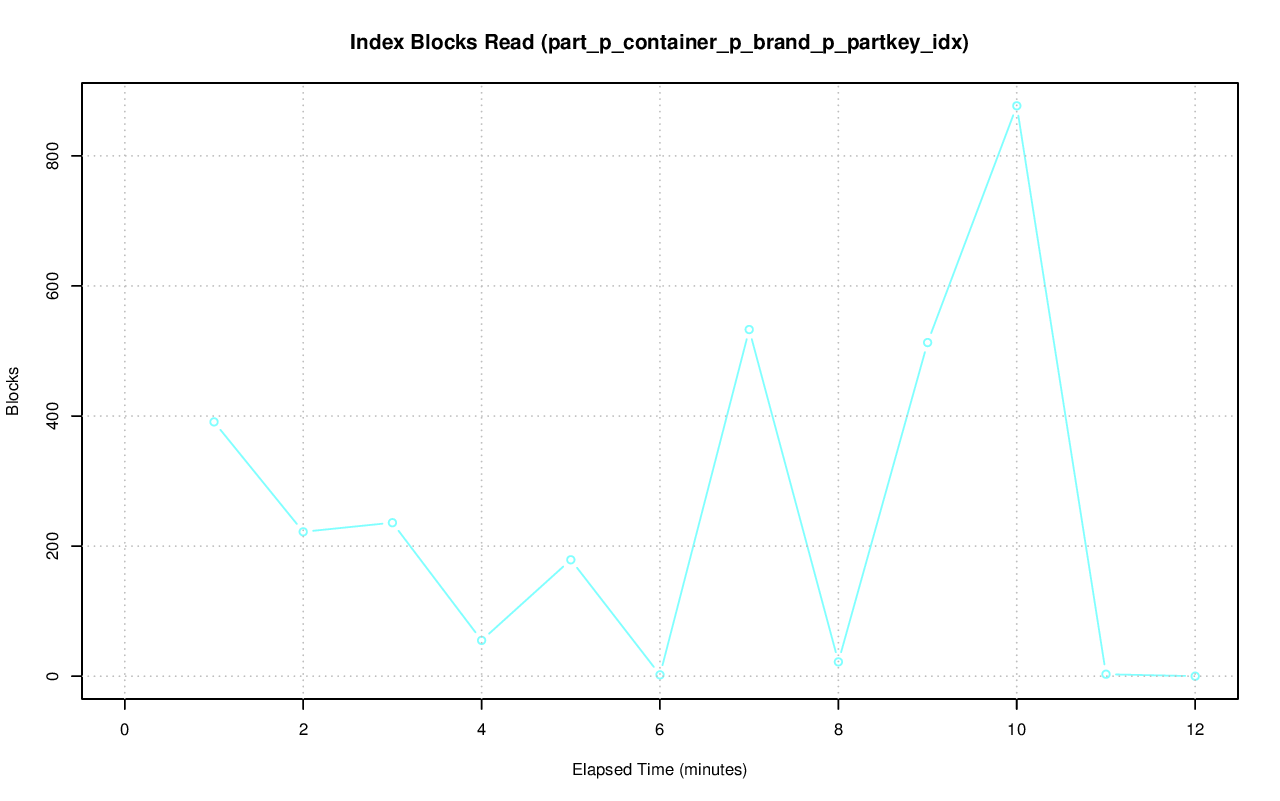 Index Blocks Read (part_p_container_p_brand_p_partkey_idx)
800
600
400
200
0
Blocks
0 2 4 6 8 10 12
Elapsed Time (minutes)